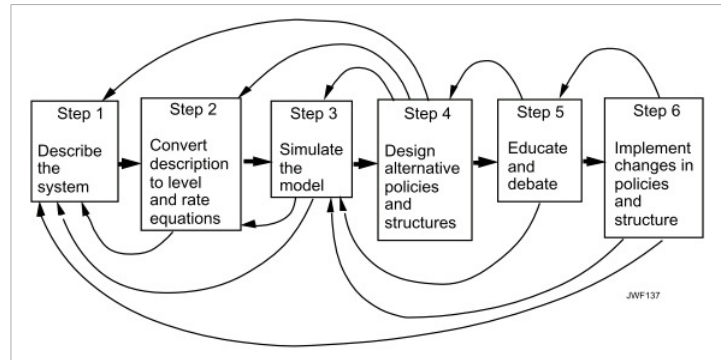 Step 1
Describe
the
system
Step 2
Convert
description
to level
and rate
equations
Step 3
Simulate
the
model
Step 4
Design
alternative
policies
and
structures
Step 5
Educate
and
debate
Step 6
Implement
changes in
policies
and
structure
JWF137